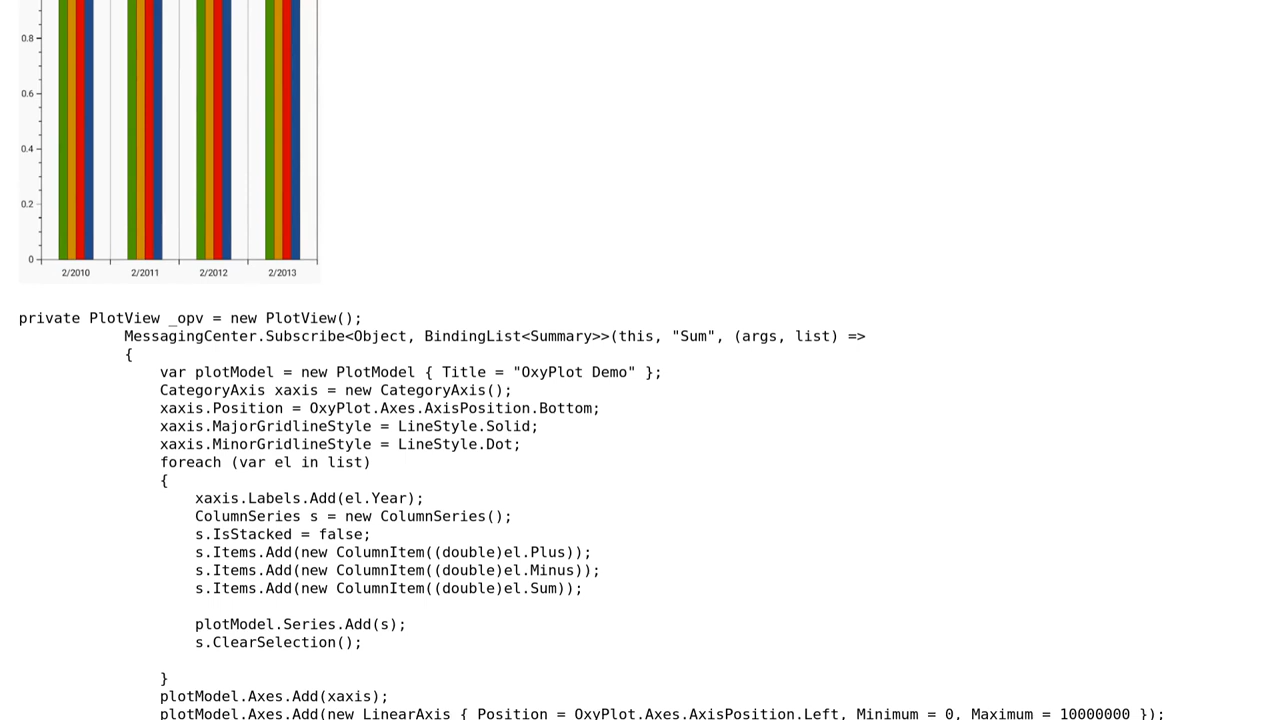 0.8
0.6
0.4
0.2
0
2/2010 2/2011 2/2012 2/2013
private PlotView _opv = new PlotView();
MessagingCenter.Subscribe<Object, BindingList<Summary>>(this, "Sum", (args, list) =>
{
var plotModel = new PlotModel { Title = "OxyPlot Demo" };
CategoryAxis xaxis = new CategoryAxis();
xaxis.Position = OxyPlot.Axes.AxisPosition.Bottom;
xaxis.MajorGridlineStyle = LineStyle.Solid;
xaxis.MinorGridlineStyle = LineStyle.Dot;
foreach (var el in list)
{
xaxis.Labels.Add(el.Year);
ColumnSeries s = new ColumnSeries();
s.IsStacked = false;
s.Items.Add(new ColumnItem((double)el.Plus));
s.Items.Add(new ColumnItem((double)el.Minus));
s.Items.Add(new ColumnItem((double)el.Sum));
plotModel.Series.Add(s);
s.ClearSelection();
}
plotModel.Axes.Add(xaxis);
plotModel.Axes.Add(new LinearAxis { Position = OxyPlot.Axes.AxisPosition.Left, Minimum = 0, Maximum = 10000000 });